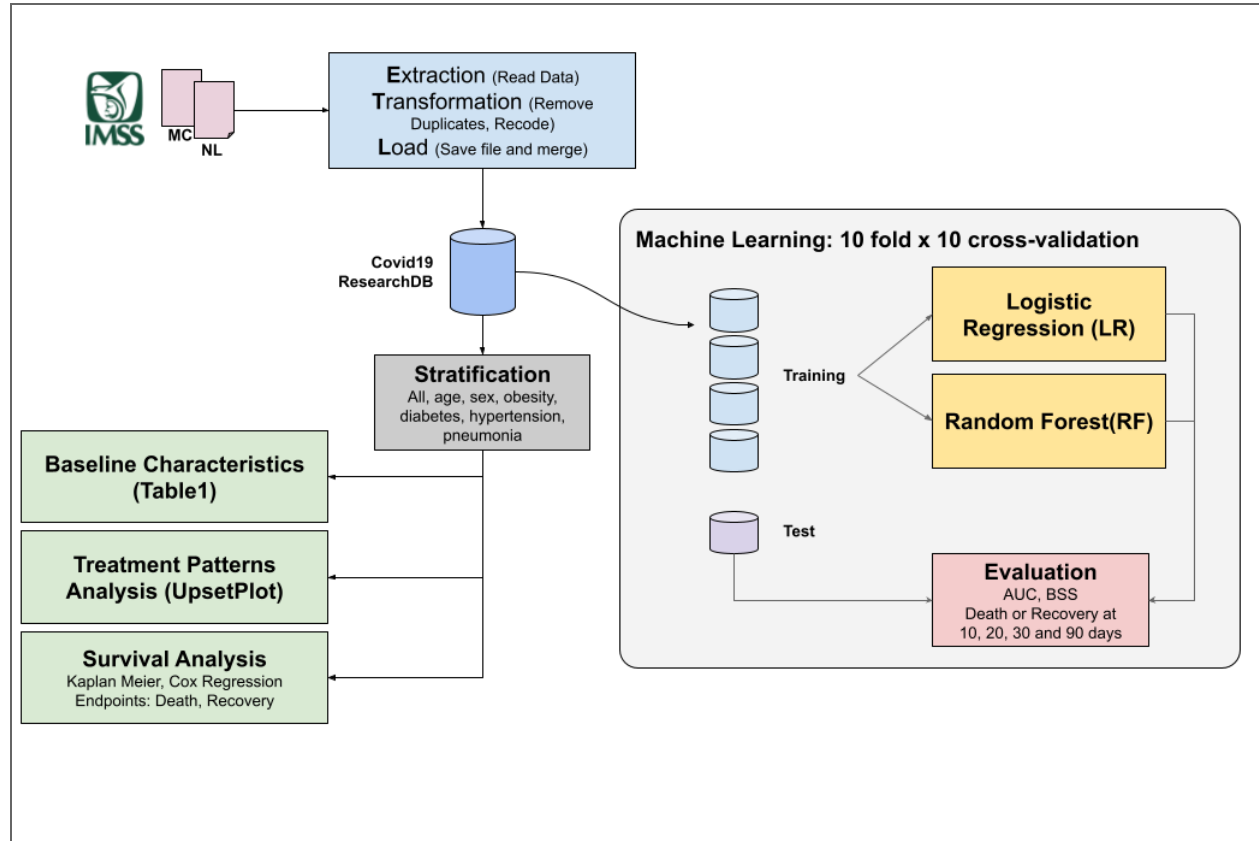 IMSS
MC
NL
Extraction (Read Data)
Transformation (Remove
Duplicates, Recode)
Load (Save file and merge)
Covid19
ResearchDB
Stratification
All, age, sex, obesity,
diabetes, hypertension,
pneumonia
Baseline Characteristics
(Table1)
Treatment Patterns
Analysis (UpsetPlot)
Survival Analysis
Kaplan Meier, Cox Regression
Endpoints: Death, Recovery
Machine Learning: 10 fold x 10 cross-validation
Training
Logistic
Regression (LR)
Random Forest(RF)
Test
Evaluation
AUC, BSS
Death or Recovery at
10, 20, 30 and 90 days